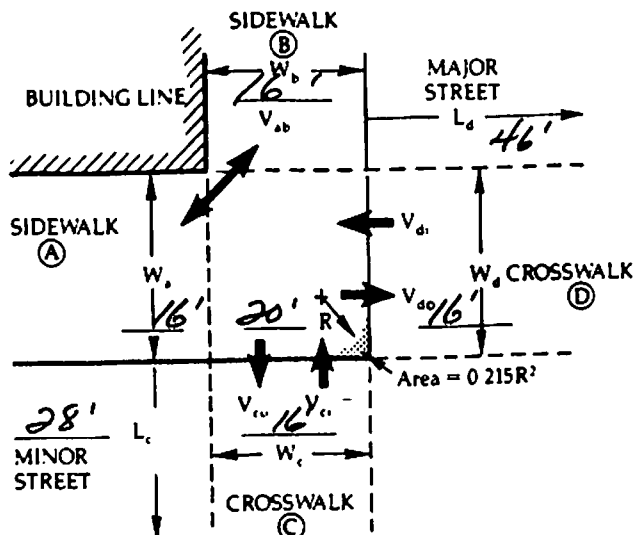 SIDEWALK
Ⓑ
W_b
16'
V_ab
BUILDING LINE
MAJOR
STREET
L_d
46'
SIDEWALK
Ⓐ
W_a
16'
V_di
W_d
CROSSWALK
Ⓓ
20'
+
R
V_do
16'
Area = 0.215R²
28'
L_c
MINOR
STREET
V_co
16
V_ci
W_c
CROSSWALK
Ⓒ